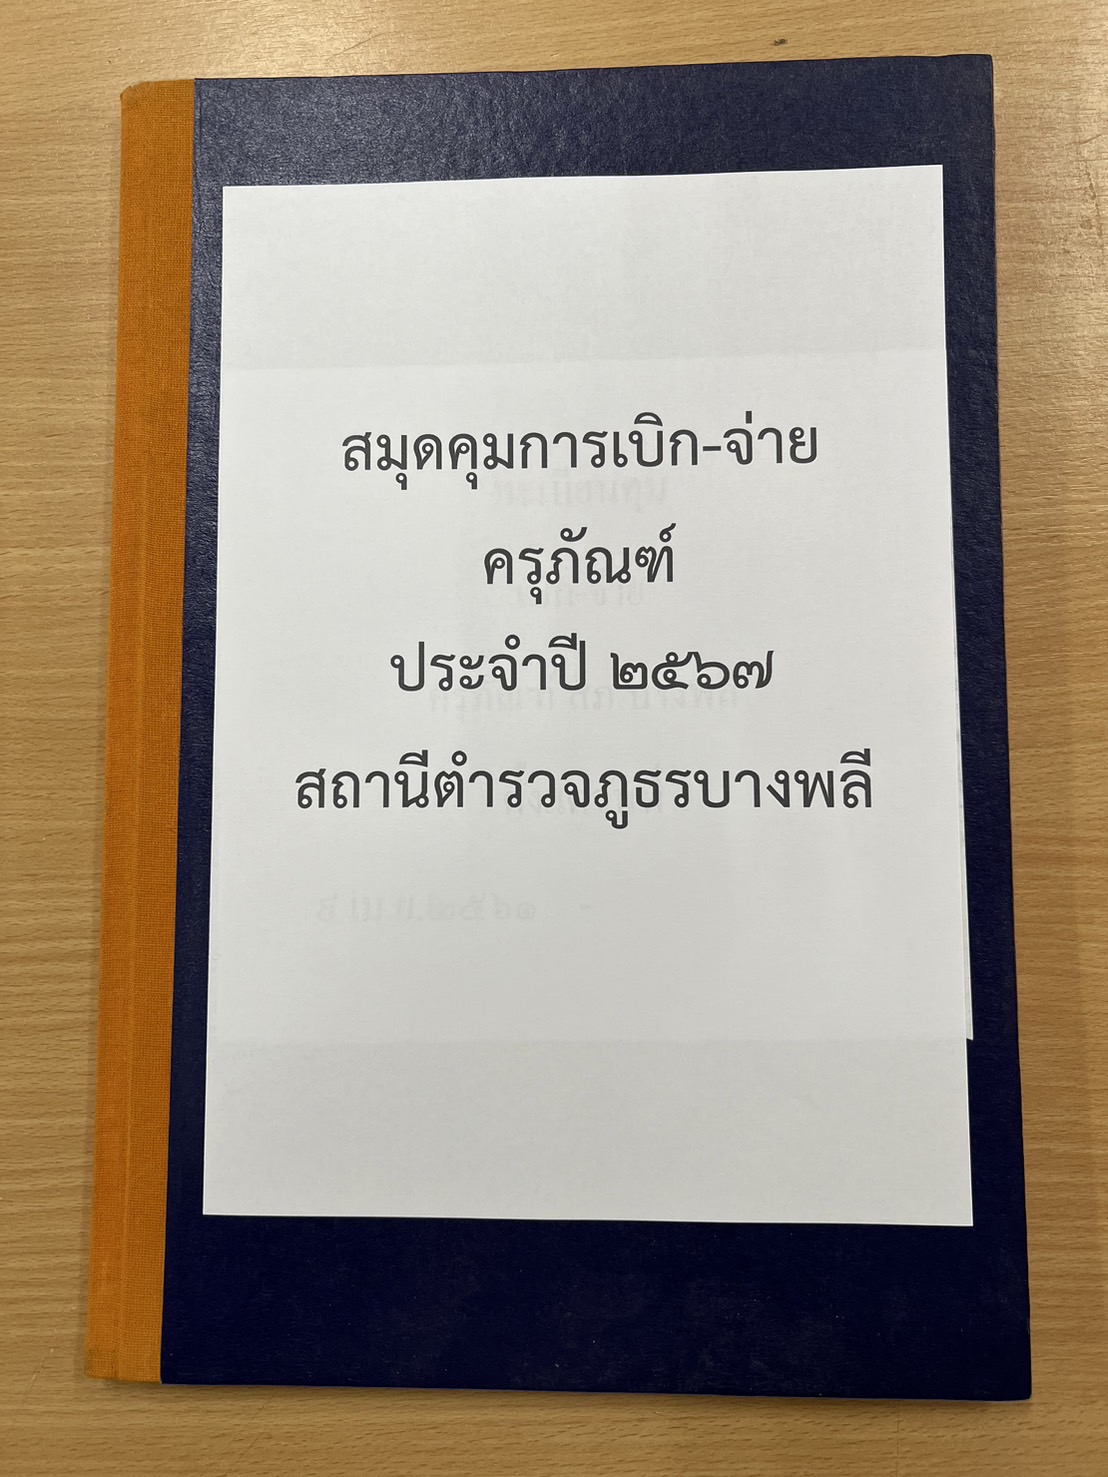 สมุดคุมการเบิก-จ่าย
ครุภัณฑ์
ประจำปี ๒๕๖๗
สถานีตำรวจภูธรบางพลี